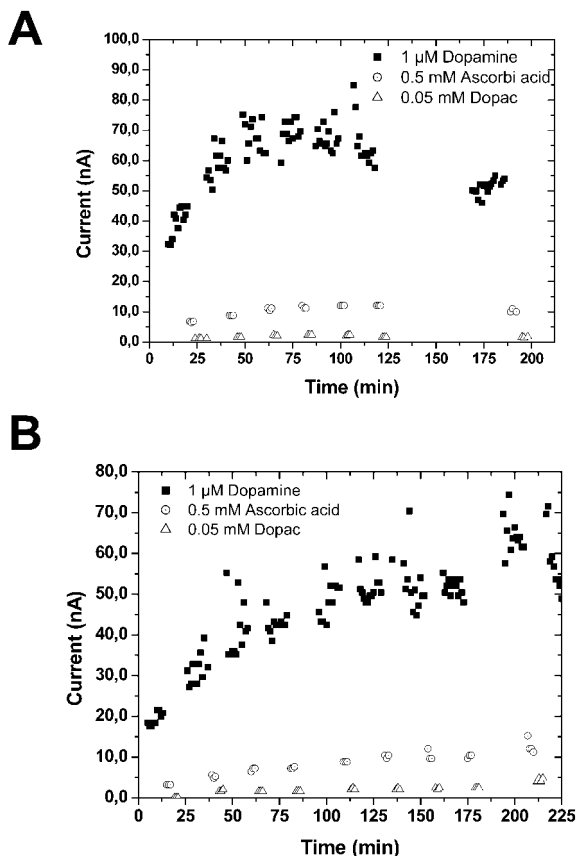 A
100,0
90,0
80,0
70,0
60,0
50,0
40,0
30,0
20,0
10,0
0,0
Current (nA)
1 µM Dopamine
0.5 mM Ascorbi acid
0.05 mM Dopac
0 25 50 75 100 125 150 175 200
Time (min)
B
80,0
70,0
60,0
50,0
40,0
30,0
20,0
10,0
0,0
Current (nA)
1 µM Dopamine
0.5 mM Ascorbic acid
0.05 mM Dopac
0 25 50 75 100 125 150 175 200 225
Time (min)